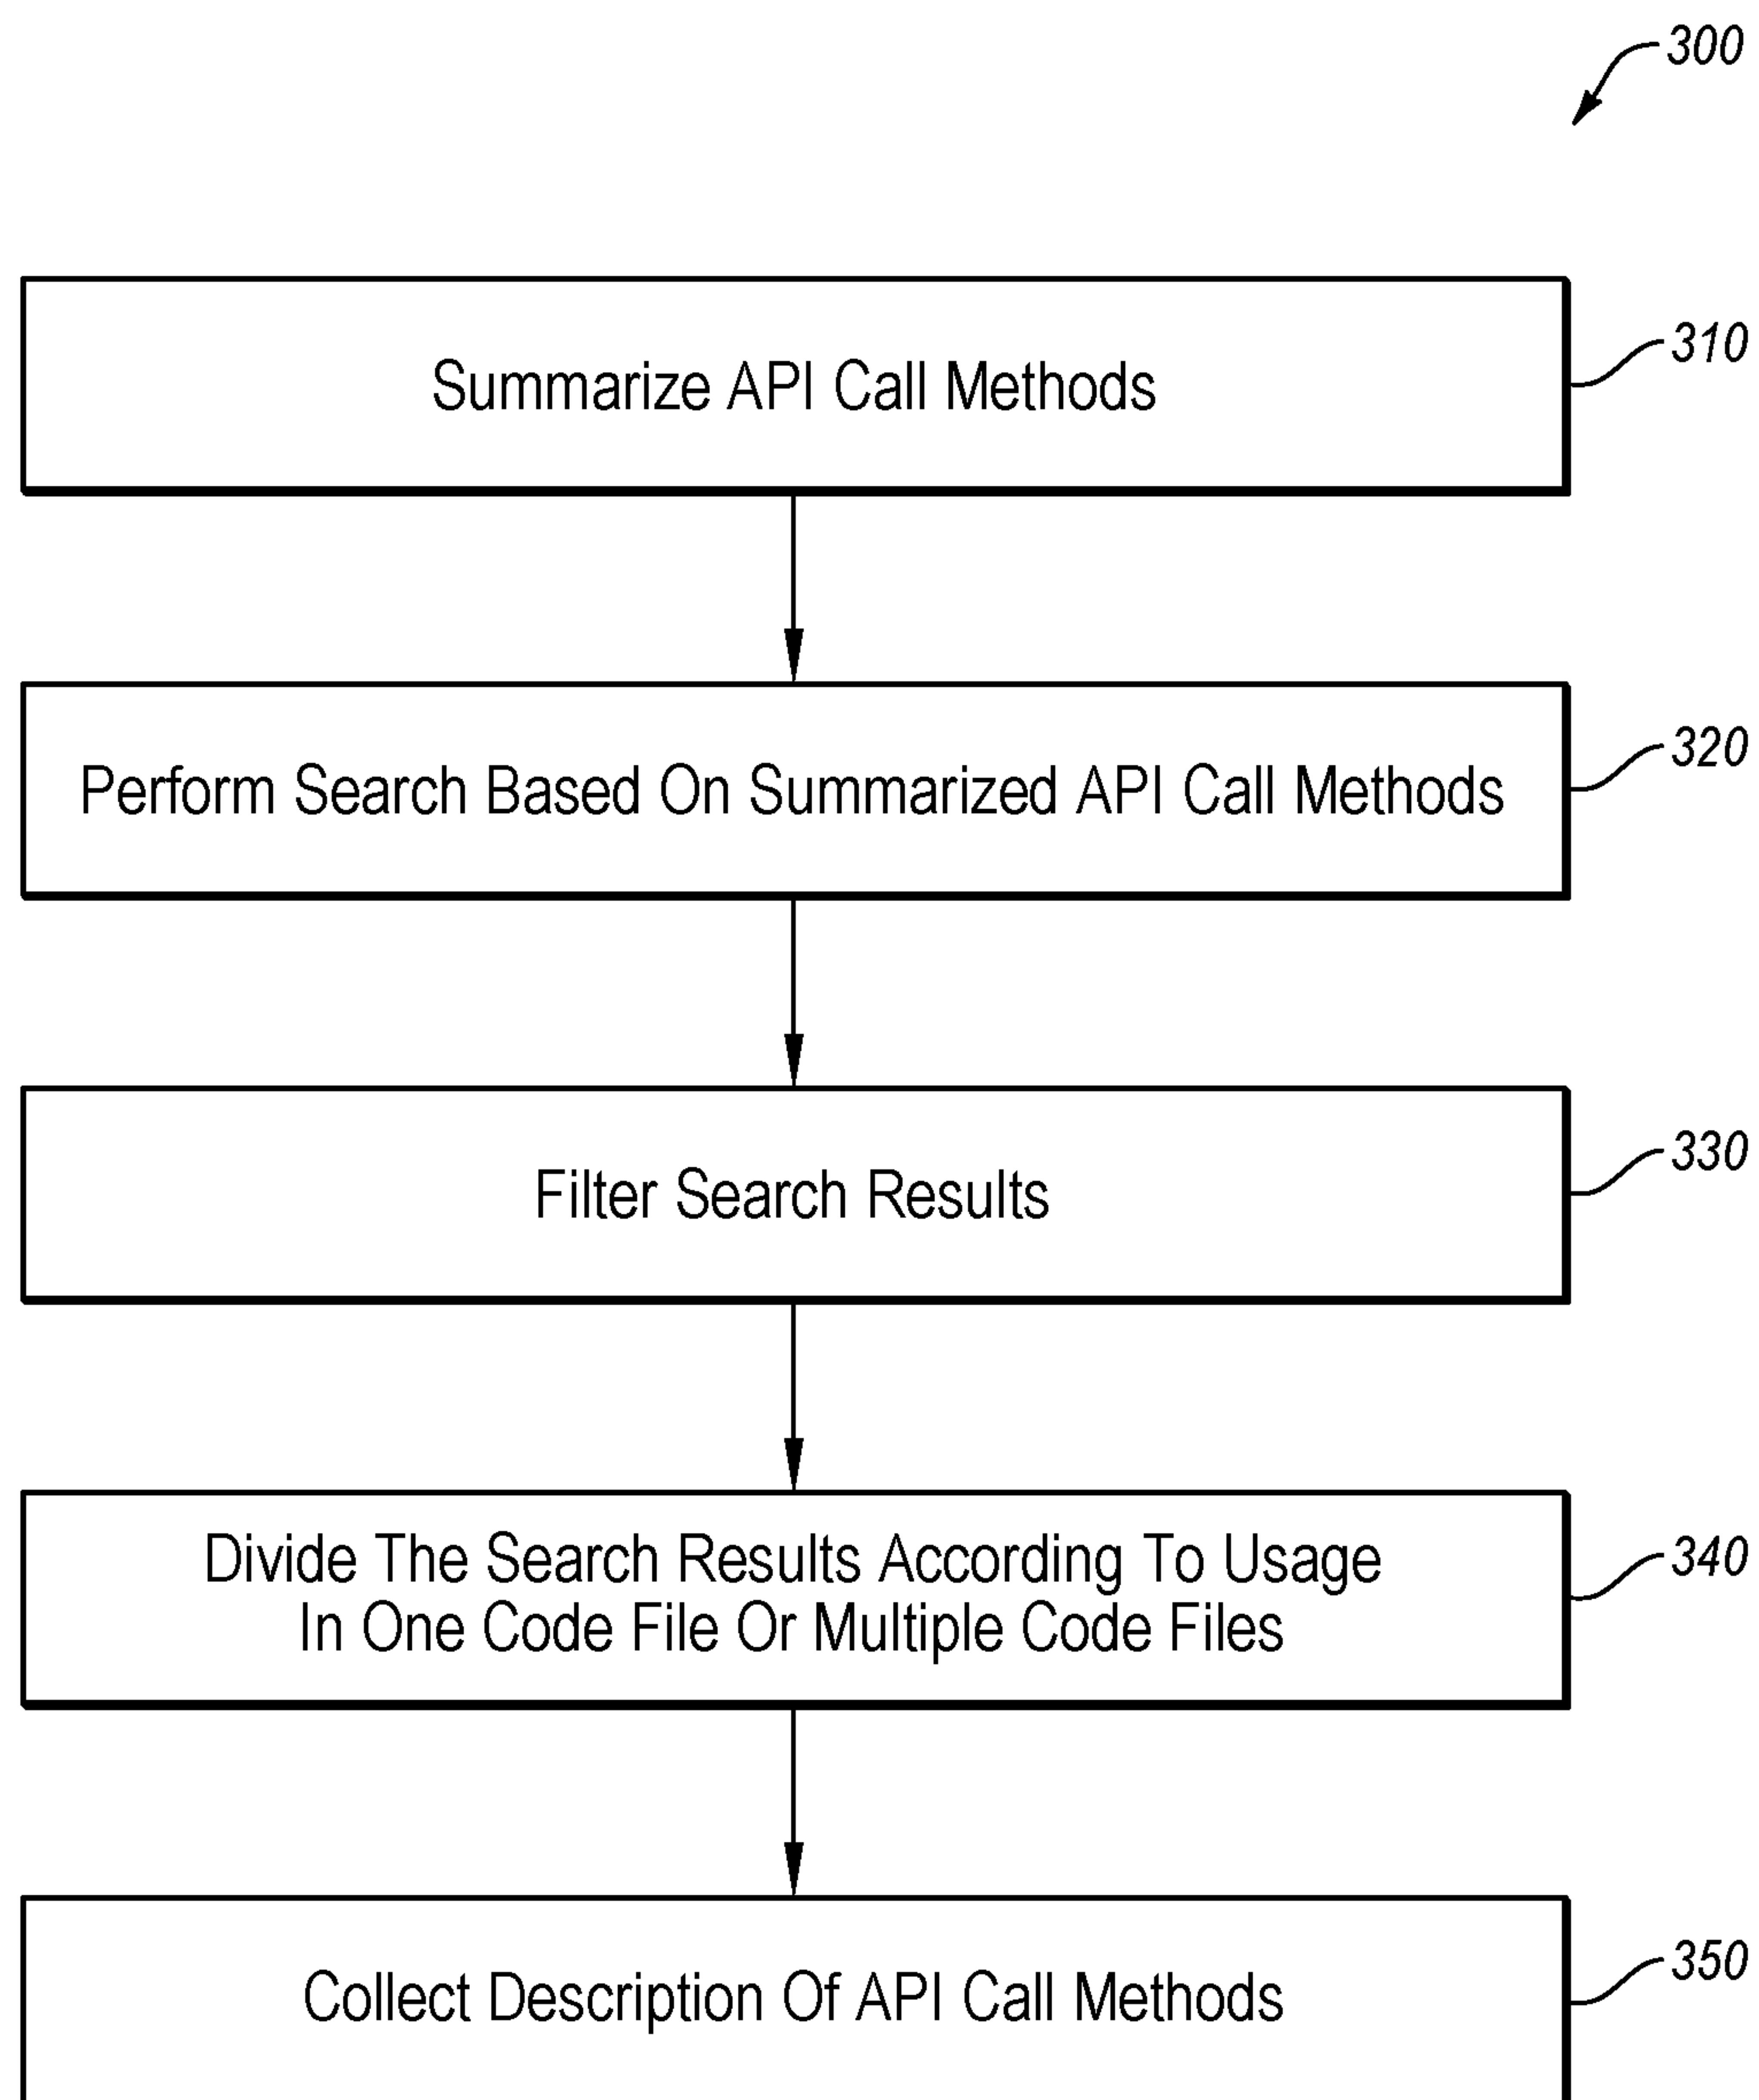 300
Summarize API Call Methods
310
Perform Search Based On Summarized API Call Methods
320
Filter Search Results
330
Divide The Search Results According To Usage
In One Code File Or Multiple Code Files
340
Collect Description Of API Call Methods
350